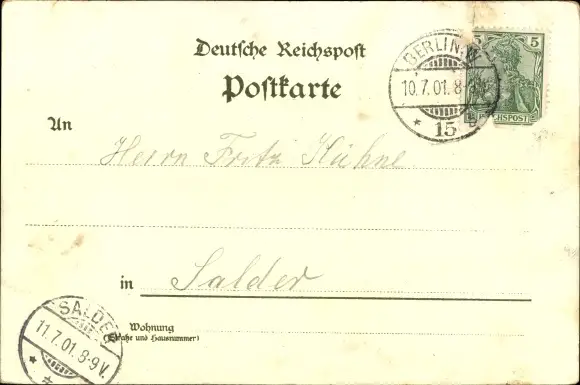 Deutsche Reichspost
Postkarte
BERLIN.W.
10.7.01.8-
* 15
5
REICHSPOST
An
Herrn Fritz Kühne
in
Salder
Wohnung
(Straße und Hausnummer)
SALDER
11.7.01.8-9V.